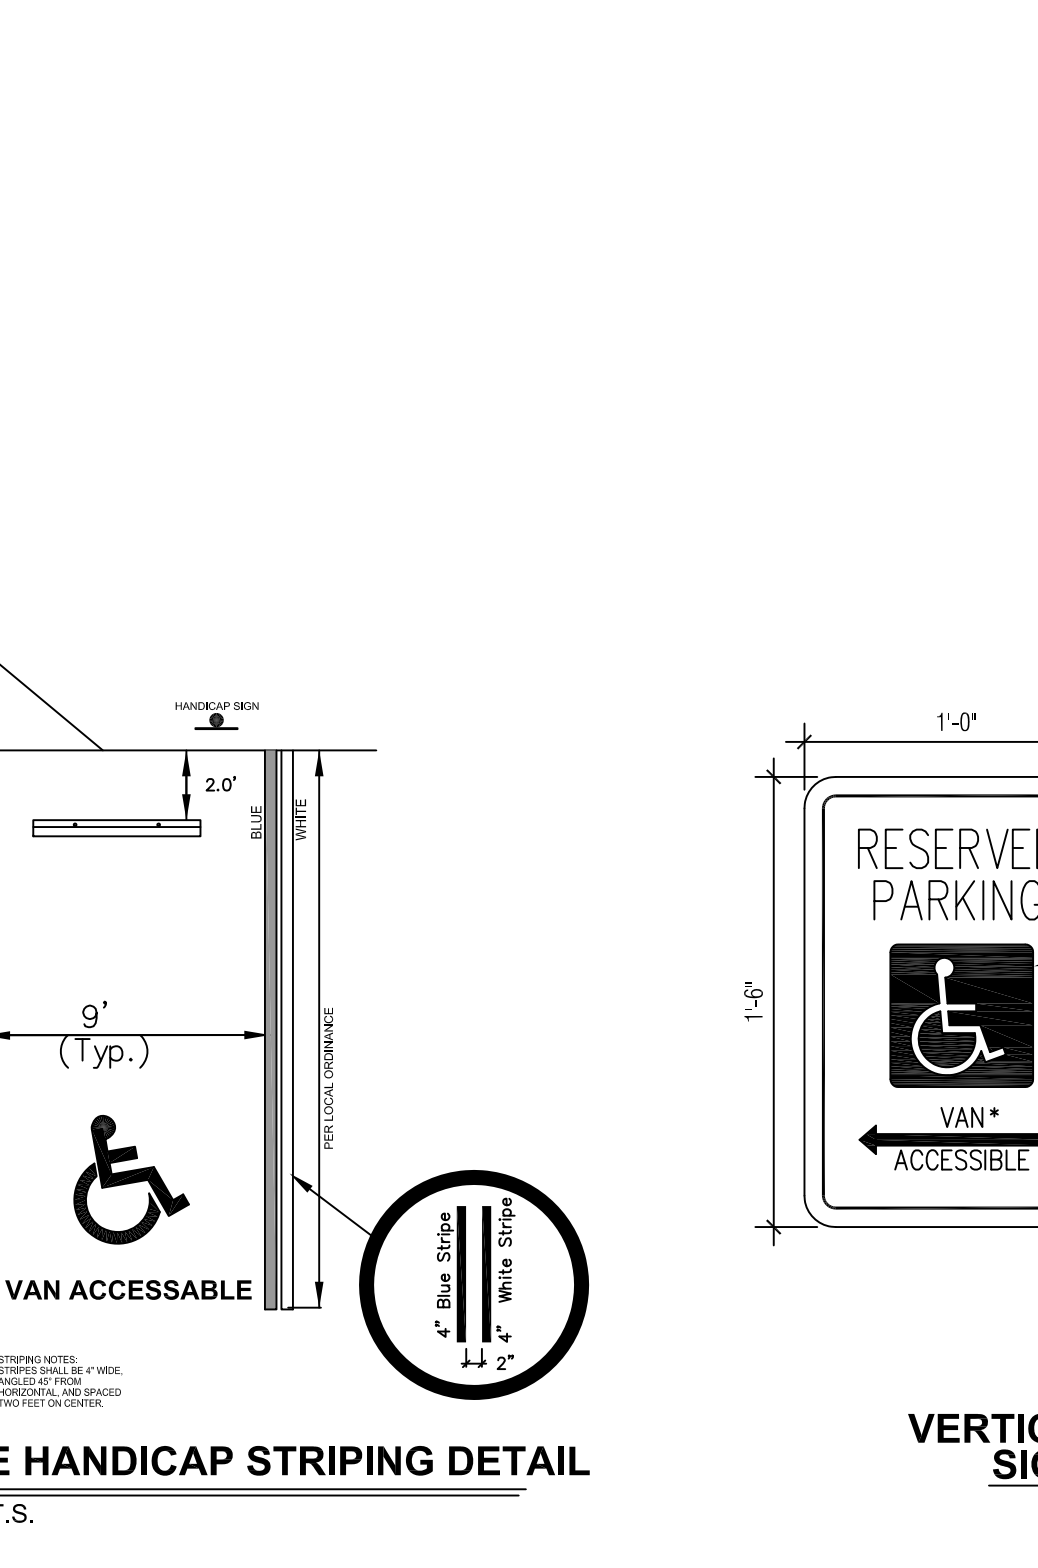 HANDICAP SIGN
2.0'
BLUE
WHITE
9'
(Typ.)
PER LOCAL ORDINANCE
VAN ACCESSABLE
4" Blue Stripe
4" White Stripe
2"
STRIPING NOTES:
STRIPES SHALL BE 4" WIDE,
ANGLED 45° FROM
HORIZONTAL, AND SPACED
TWO FEET ON CENTER.
E HANDICAP STRIPING DETAIL
T.S.
1'-0"
1'-6"
RESERVE
PARKING
VAN*
ACCESSIBLE
VERTIC
SIG